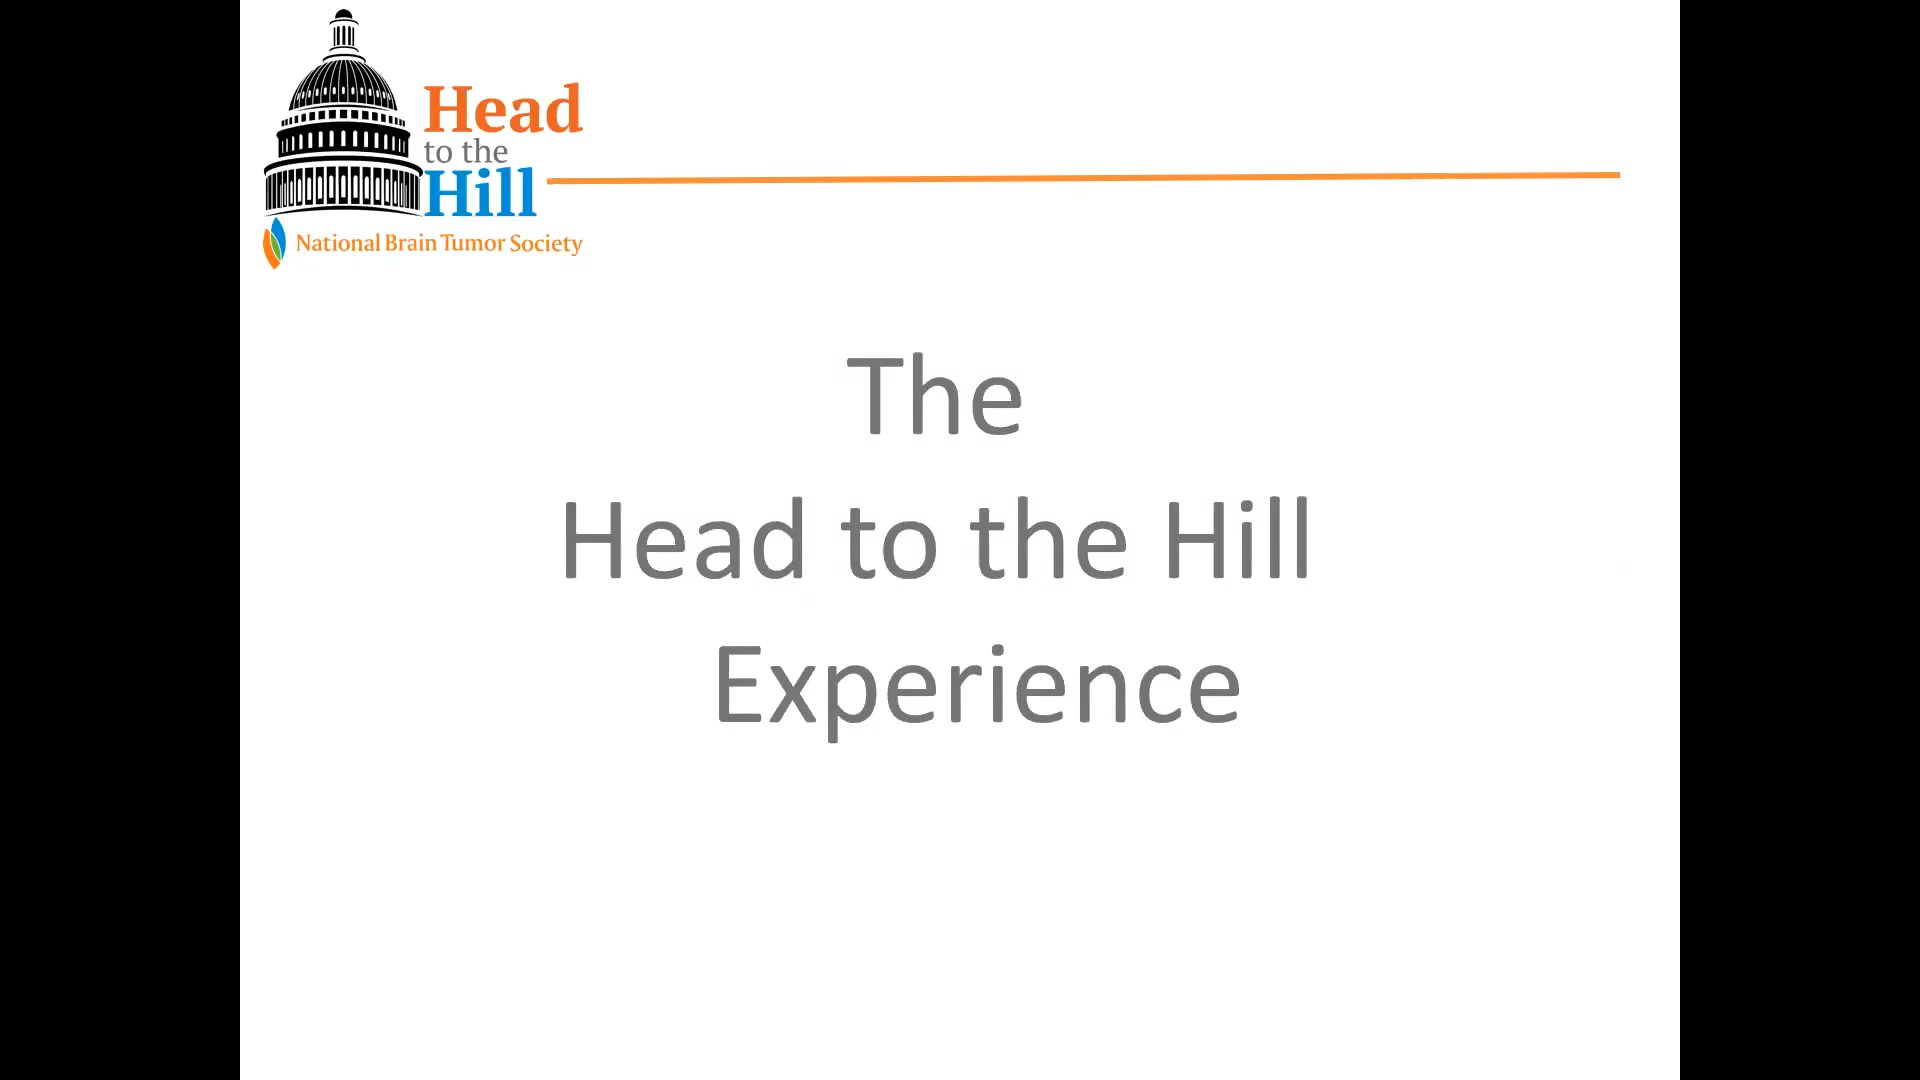 Head
to the
Hill
National Brain Tumor Society
The
Head to the Hill
Experience